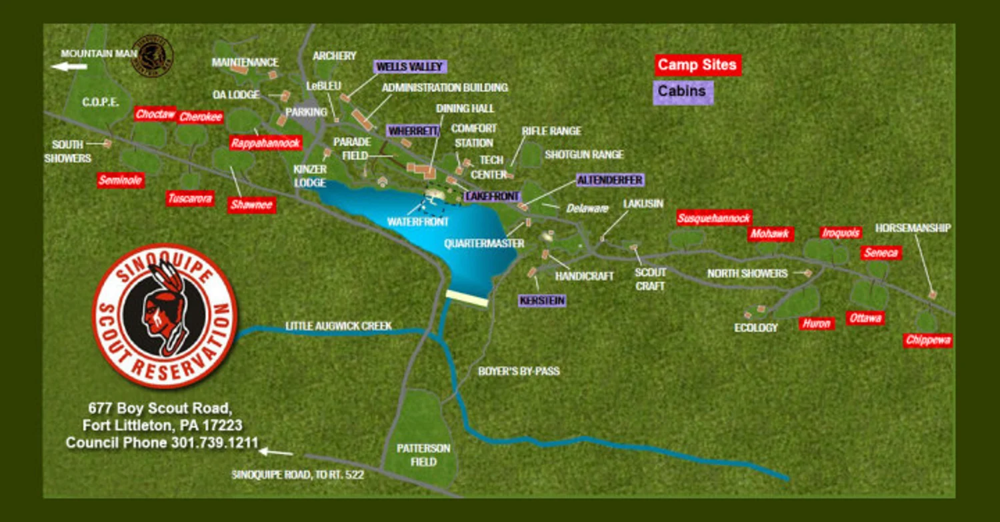 MOUNTAIN MAN
C.O.P.E.
MAINTENANCE
ARCHERY
WELLS VALLEY
OA LODGE
LeBLEU
ADMINISTRATION BUILDING
PARKING
DINING HALL
Choctaw
Cherokee
Rappahannock
WHERRETT
COMFORT
STATION
RIFLE RANGE
SOUTH
SHOWERS
PARADE
FIELD
TECH
CENTER
SHOTGUN RANGE
KINZER
LODGE
Seminole
Tuscarora
Shawnee
LAKEFRONT
ALTENDERFER
WATERFRONT
Delaware
LAKUSIN
QUARTERMASTER
Susquehannock
Mohawk
Iroquois
HORSEMANSHIP
Seneca
HANDICRAFT
SCOUT
CRAFT
NORTH SHOWERS
KERSTEIN
ECOLOGY
Huron
Ottawa
Chippewa
Camp Sites
Cabins
SINOQUIPE
SCOUT RESERVATION
LITTLE AUGWICK CREEK
BOYER'S BY-PASS
677 Boy Scout Road,
Fort Littleton, PA 17223
Council Phone 301.739.1211
PATTERSON
FIELD
SINOQUIPE ROAD, TO RT. 522